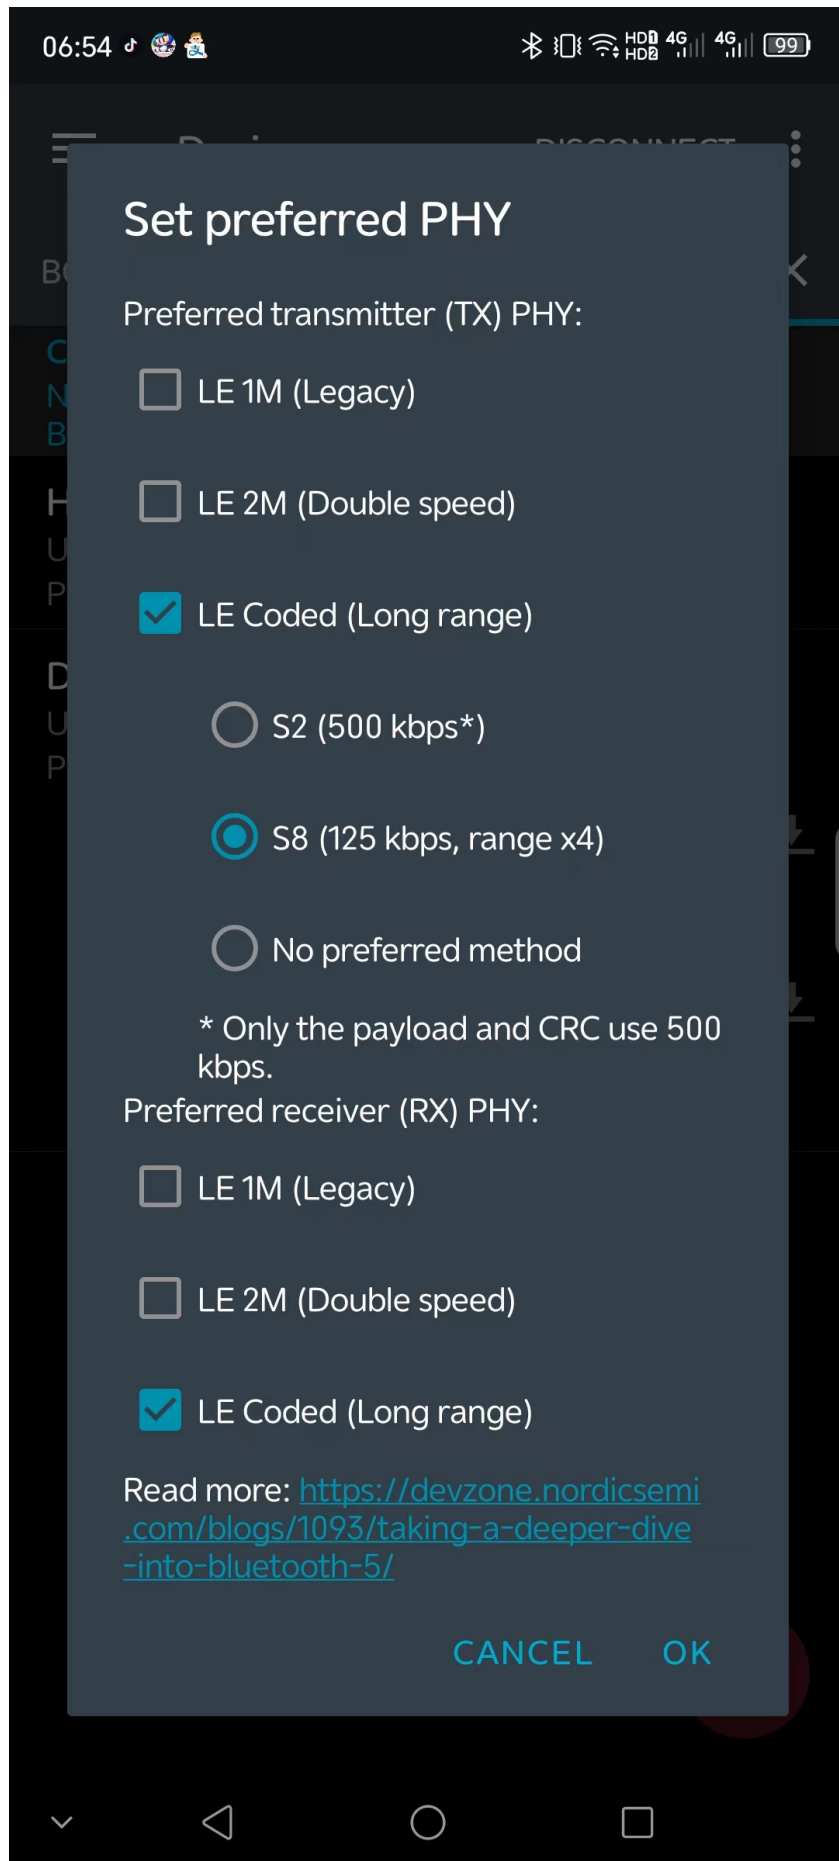 06:54
HD1 4G 4G 99
HD2
DISCONNECT
Set preferred PHY
Preferred transmitter (TX) PHY:
LE 1M (Legacy)
LE 2M (Double speed)
LE Coded (Long range)
S2 (500 kbps*)
S8 (125 kbps, range x4)
No preferred method
* Only the payload and CRC use 500
kbps.
Preferred receiver (RX) PHY:
LE 1M (Legacy)
LE 2M (Double speed)
LE Coded (Long range)
Read more: https://devzone.nordicsemi
.com/blogs/1093/taking-a-deeper-dive
-into-bluetooth-5/
CANCEL OK